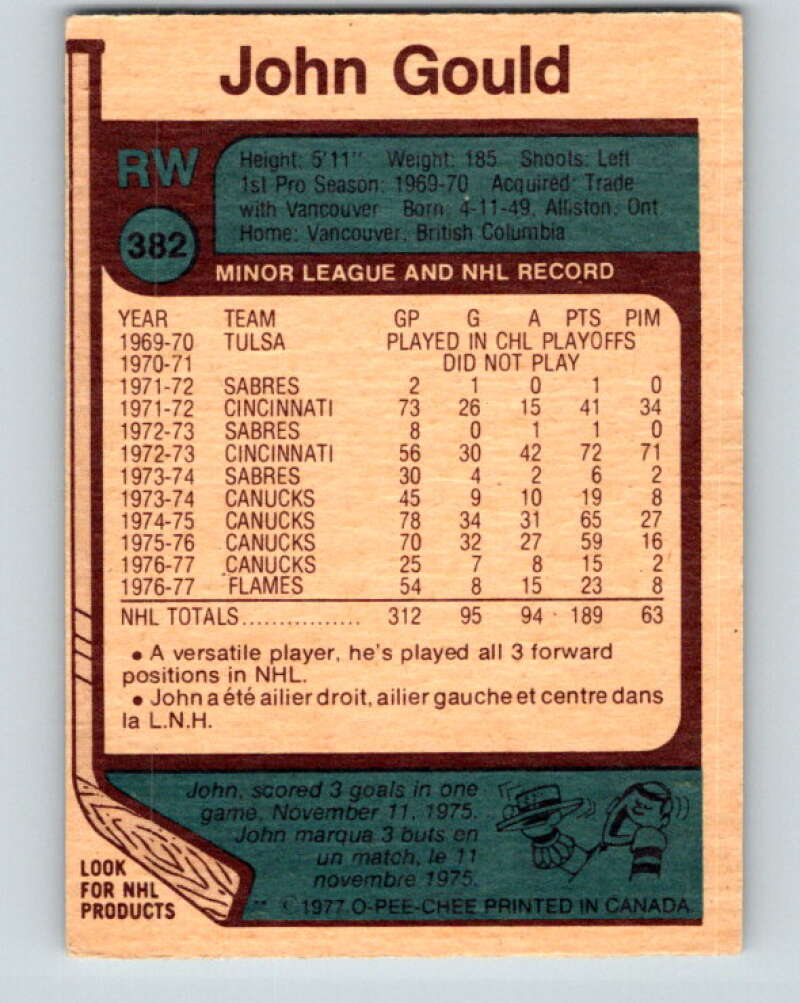 John Gould
RW
382
Height: 5'11" Weight: 185 Shoots: Left
1st Pro Season: 1969-70 Acquired: Trade
with Vancouver Born: 4-11-49, Alliston, Ont
Home: Vancouver, British Columbia
MINOR LEAGUE AND NHL RECORD
YEAR TEAM GP G A PTS PIM
1969-70 TULSA PLAYED IN CHL PLAYOFFS
1970-71 DID NOT PLAY
1971-72 SABRES 2 1 0 1 0
1971-72 CINCINNATI 73 26 15 41 34
1972-73 SABRES 8 0 1 1 0
1972-73 CINCINNATI 56 30 42 72 71
1973-74 SABRES 30 4 2 6 2
1973-74 CANUCKS 45 9 10 19 8
1974-75 CANUCKS 78 34 31 65 27
1975-76 CANUCKS 70 32 27 59 16
1976-77 CANUCKS 25 7 8 15 2
1976-77 FLAMES 54 8 15 23 8
NHL TOTALS................ 312 95 94 189 63
• A versatile player, he's played all 3 forward
positions in NHL.
• John a été ailier droit, ailier gauche et centre dans
la L.N.H.
John, scored 3 goals in one
game, November 11, 1975.
John marqua 3 buts en
un match, le 11
novembre 1975.
LOOK
FOR NHL
PRODUCTS
** ©1977 O-PEE-CHEE PRINTED IN CANADA